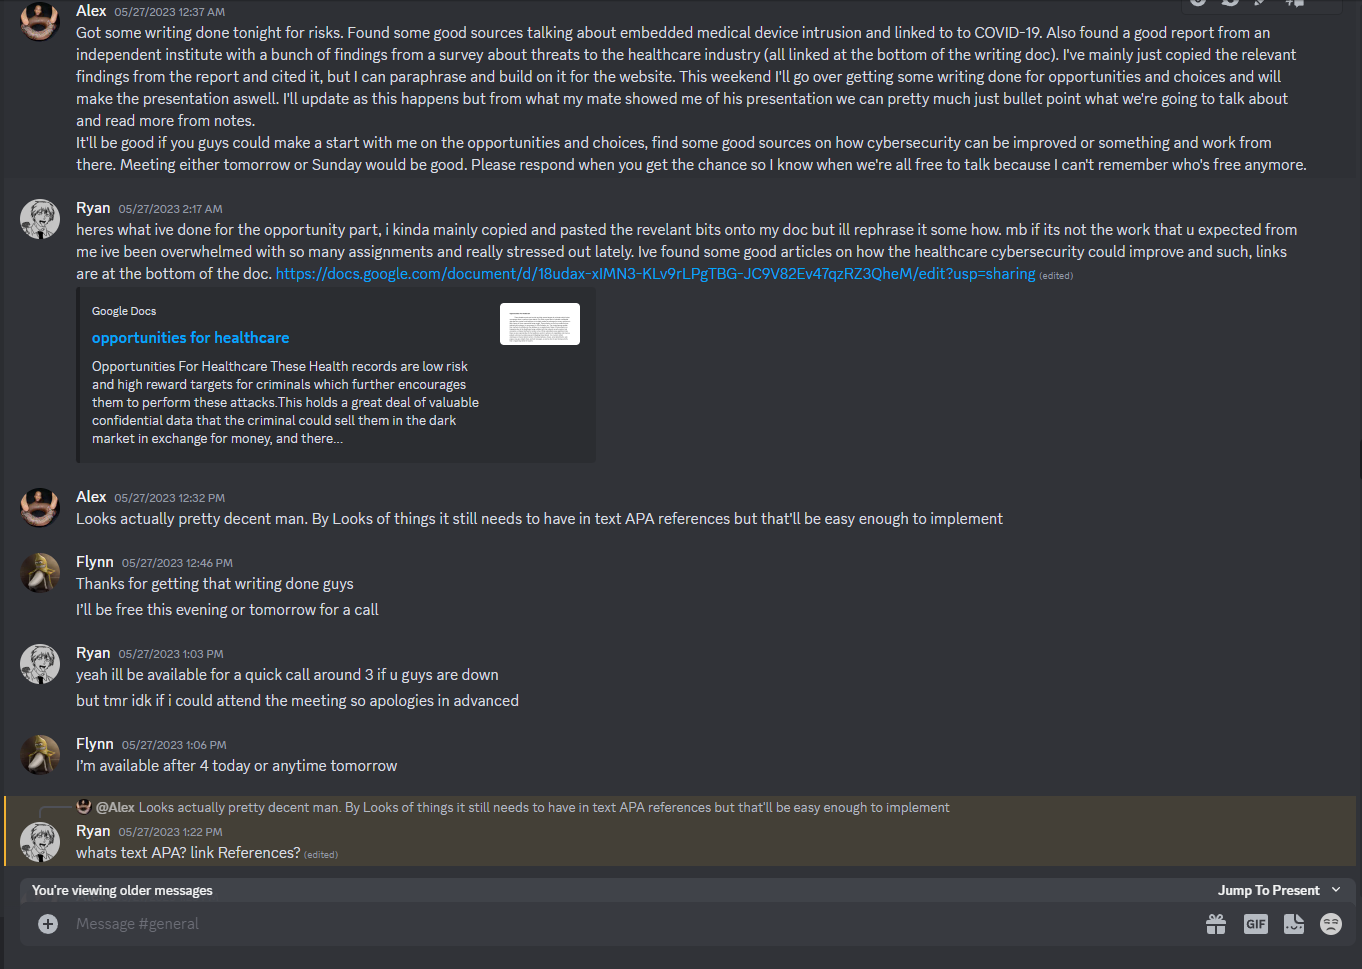 Alex 05/27/2023 12:37 AM
Got some writing done tonight for risks. Found some good sources talking about embedded medical device intrusion and linked to to COVID-19. Also found a good report from an
independent institute with a bunch of findings from a survey about threats to the healthcare industry (all linked at the bottom of the writing doc). I've mainly just copied the relevant
findings from the report and cited it, but I can paraphrase and build on it for the website. This weekend I'll go over getting some writing done for opportunities and choices and will
make the presentation aswell. I'll update as this happens but from what my mate showed me of his presentation we can pretty much just bullet point what we're going to talk about
and read more from notes.
It'll be good if you guys could make a start with me on the opportunities and choices, find some good sources on how cybersecurity can be improved or something and work from
there. Meeting either tomorrow or Sunday would be good. Please respond when you get the chance so I know when we're all free to talk because I can't remember who's free anymore.
Ryan 05/27/2023 2:17 AM
heres what ive done for the opportunity part, i kinda mainly copied and pasted the revelant bits onto my doc but ill rephrase it some how. mb if its not the work that u expected from
me ive been overwhelmed with so many assignments and really stressed out lately. Ive found some good articles on how the healthcare cybersecurity could improve and such, links
are at the bottom of the doc. https://docs.google.com/document/d/18udax-xIMN3-KLv9rLPgTBG-JC9V82Ev47qzRZ3QheM/edit?usp=sharing (edited)
Google Docs
opportunities for healthcare
Opportunities For Healthcare These Health records are low risk
and high reward targets for criminals which further encourages
them to perform these attacks.This holds a great deal of valuable
confidential data that the criminal could sell them in the dark
market in exchange for money, and there...
Alex 05/27/2023 12:32 PM
Looks actually pretty decent man. By Looks of things it still needs to have in text APA references but that'll be easy enough to implement
Flynn 05/27/2023 12:46 PM
Thanks for getting that writing done guys
I'll be free this evening or tomorrow for a call
Ryan 05/27/2023 1:03 PM
yeah ill be available for a quick call around 3 if u guys are down
but tmr idk if i could attend the meeting so apologies in advanced
Flynn 05/27/2023 1:06 PM
I'm available after 4 today or anytime tomorrow
@Alex Looks actually pretty decent man. By Looks of things it still needs to have in text APA references but that'll be easy enough to implement
Ryan 05/27/2023 1:22 PM
whats text APA? link References? (edited)
You're viewing older messages Jump To Present
Message #general GIF